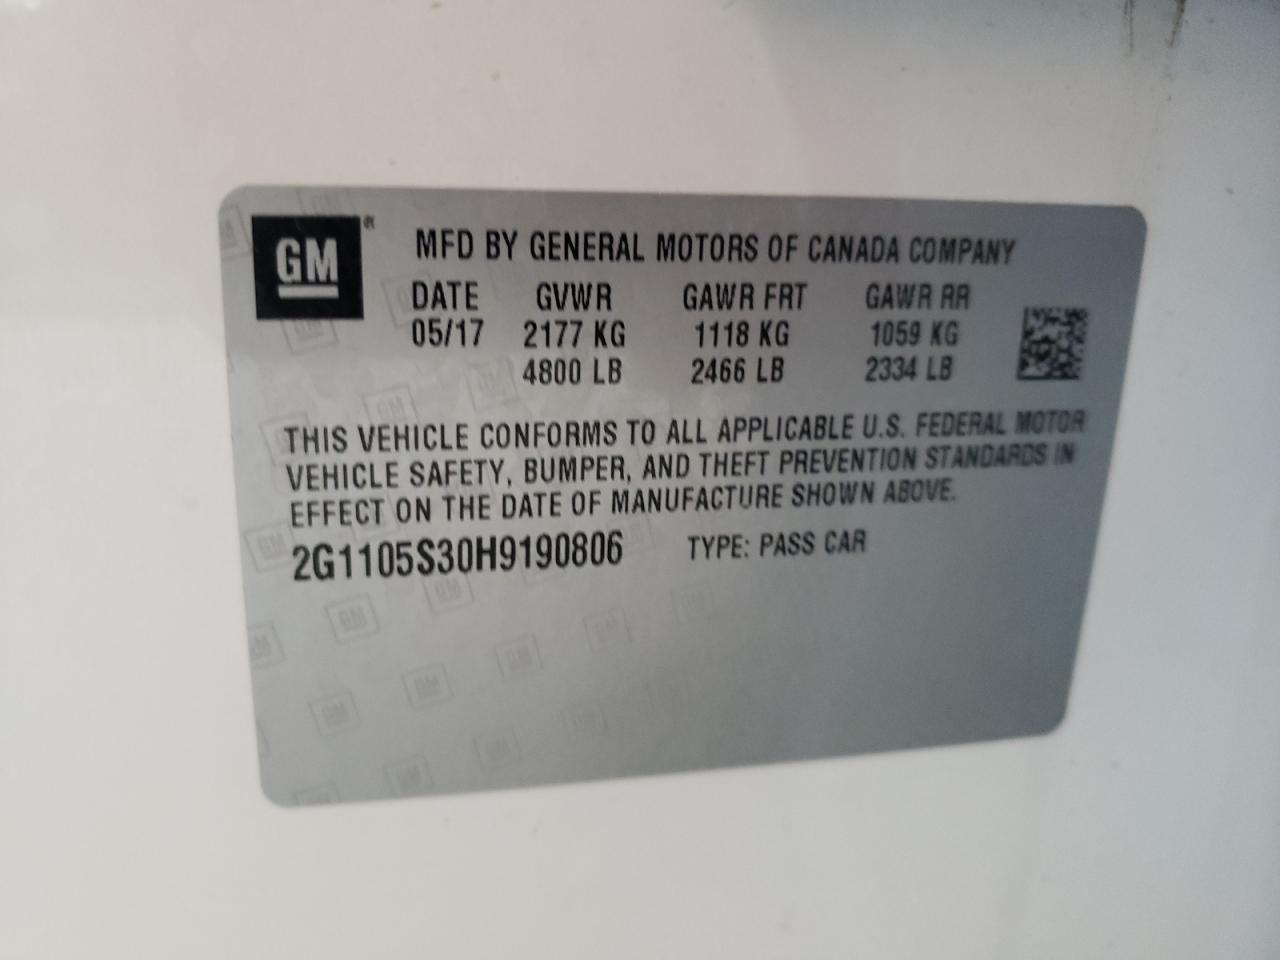 GM
MFD BY GENERAL MOTORS OF CANADA COMPANY
DATE GVWR GAWR FRT GAWR RR
05/17 2177 KG 1118 KG 1059 KG
4800 LB 2466 LB 2334 LB
THIS VEHICLE CONFORMS TO ALL APPLICABLE U.S. FEDERAL MOTOR
VEHICLE SAFETY, BUMPER, AND THEFT PREVENTION STANDARDS IN
EFFECT ON THE DATE OF MANUFACTURE SHOWN ABOVE.
2G1105S30H9190806 TYPE: PASS CAR